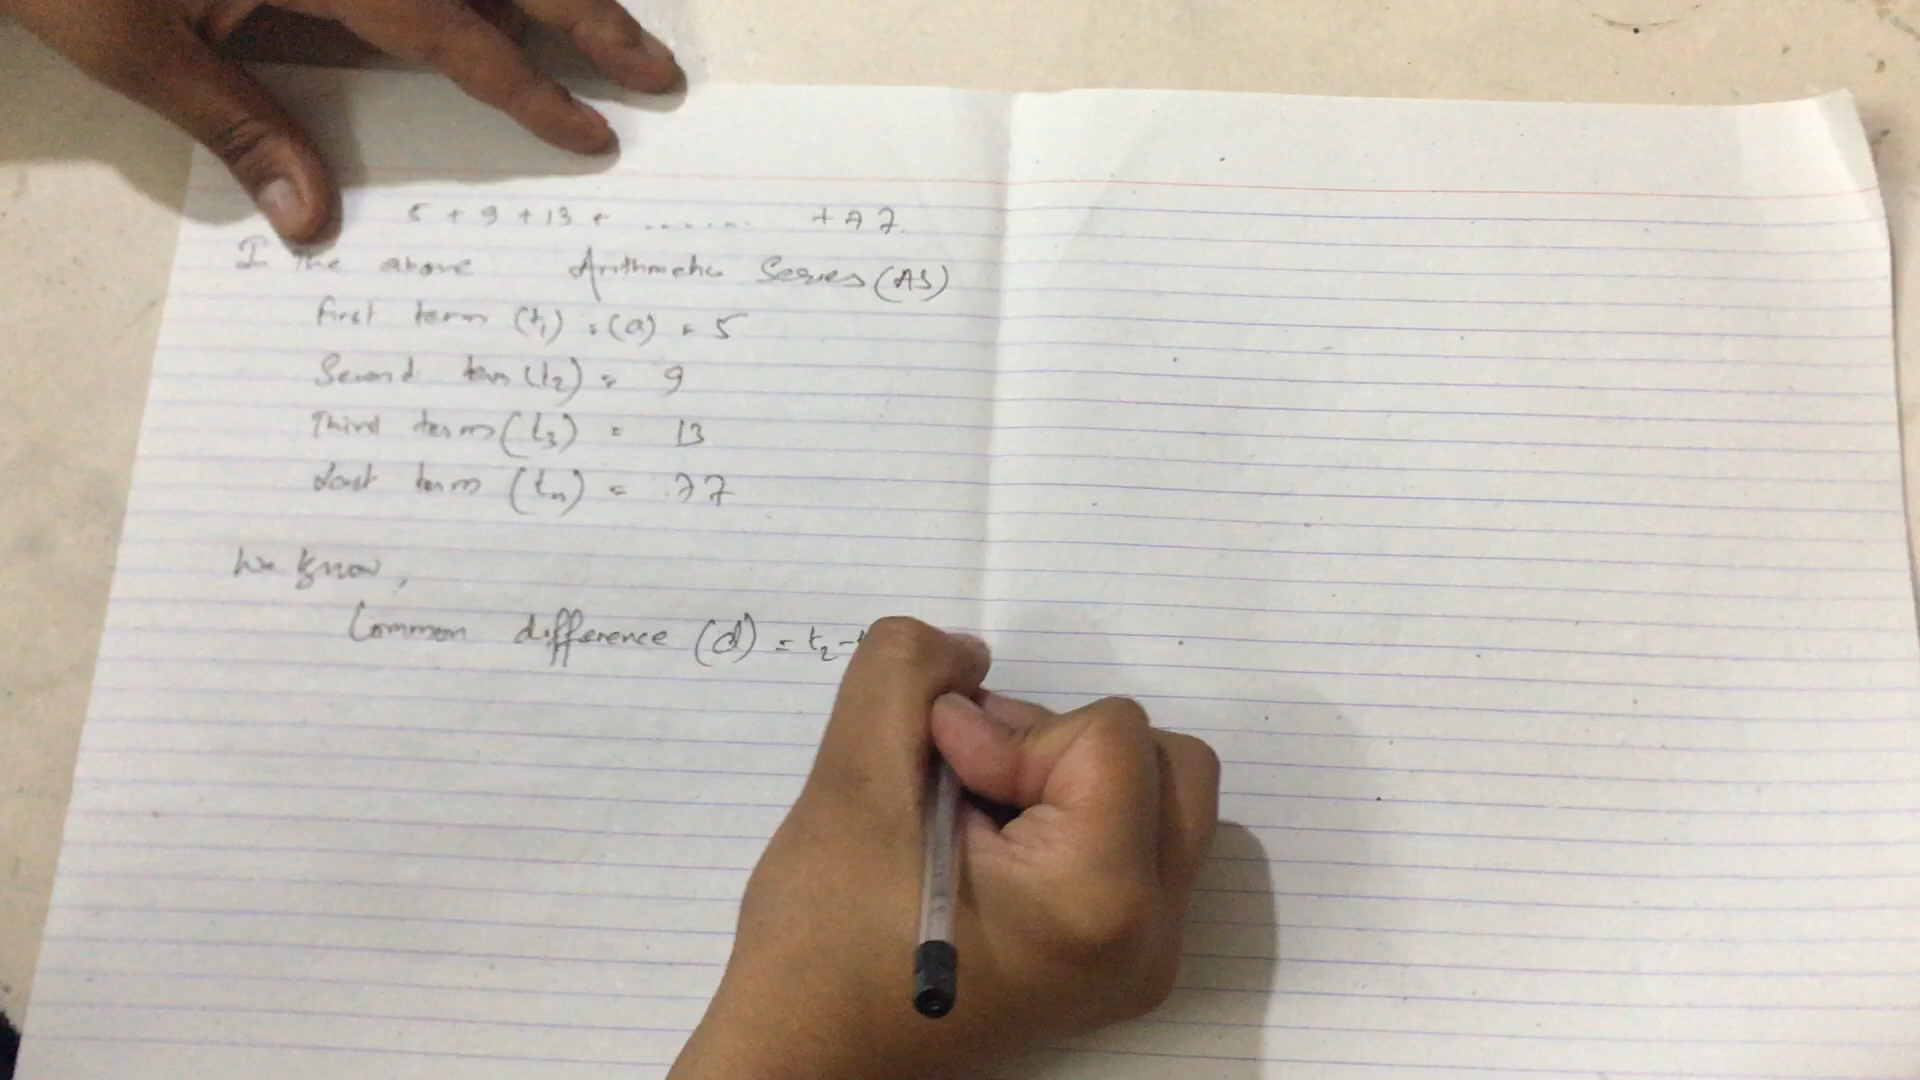 5 + 9 + 13 + ....... + 77.
I the above Arithmetic Series (AS)
First term (t₁) = (a) = 5
Second term (t₂) = 9
Third term (t₃) = 13
Last term (tₙ) = 77
We know,
Common difference (d) = t₂ -